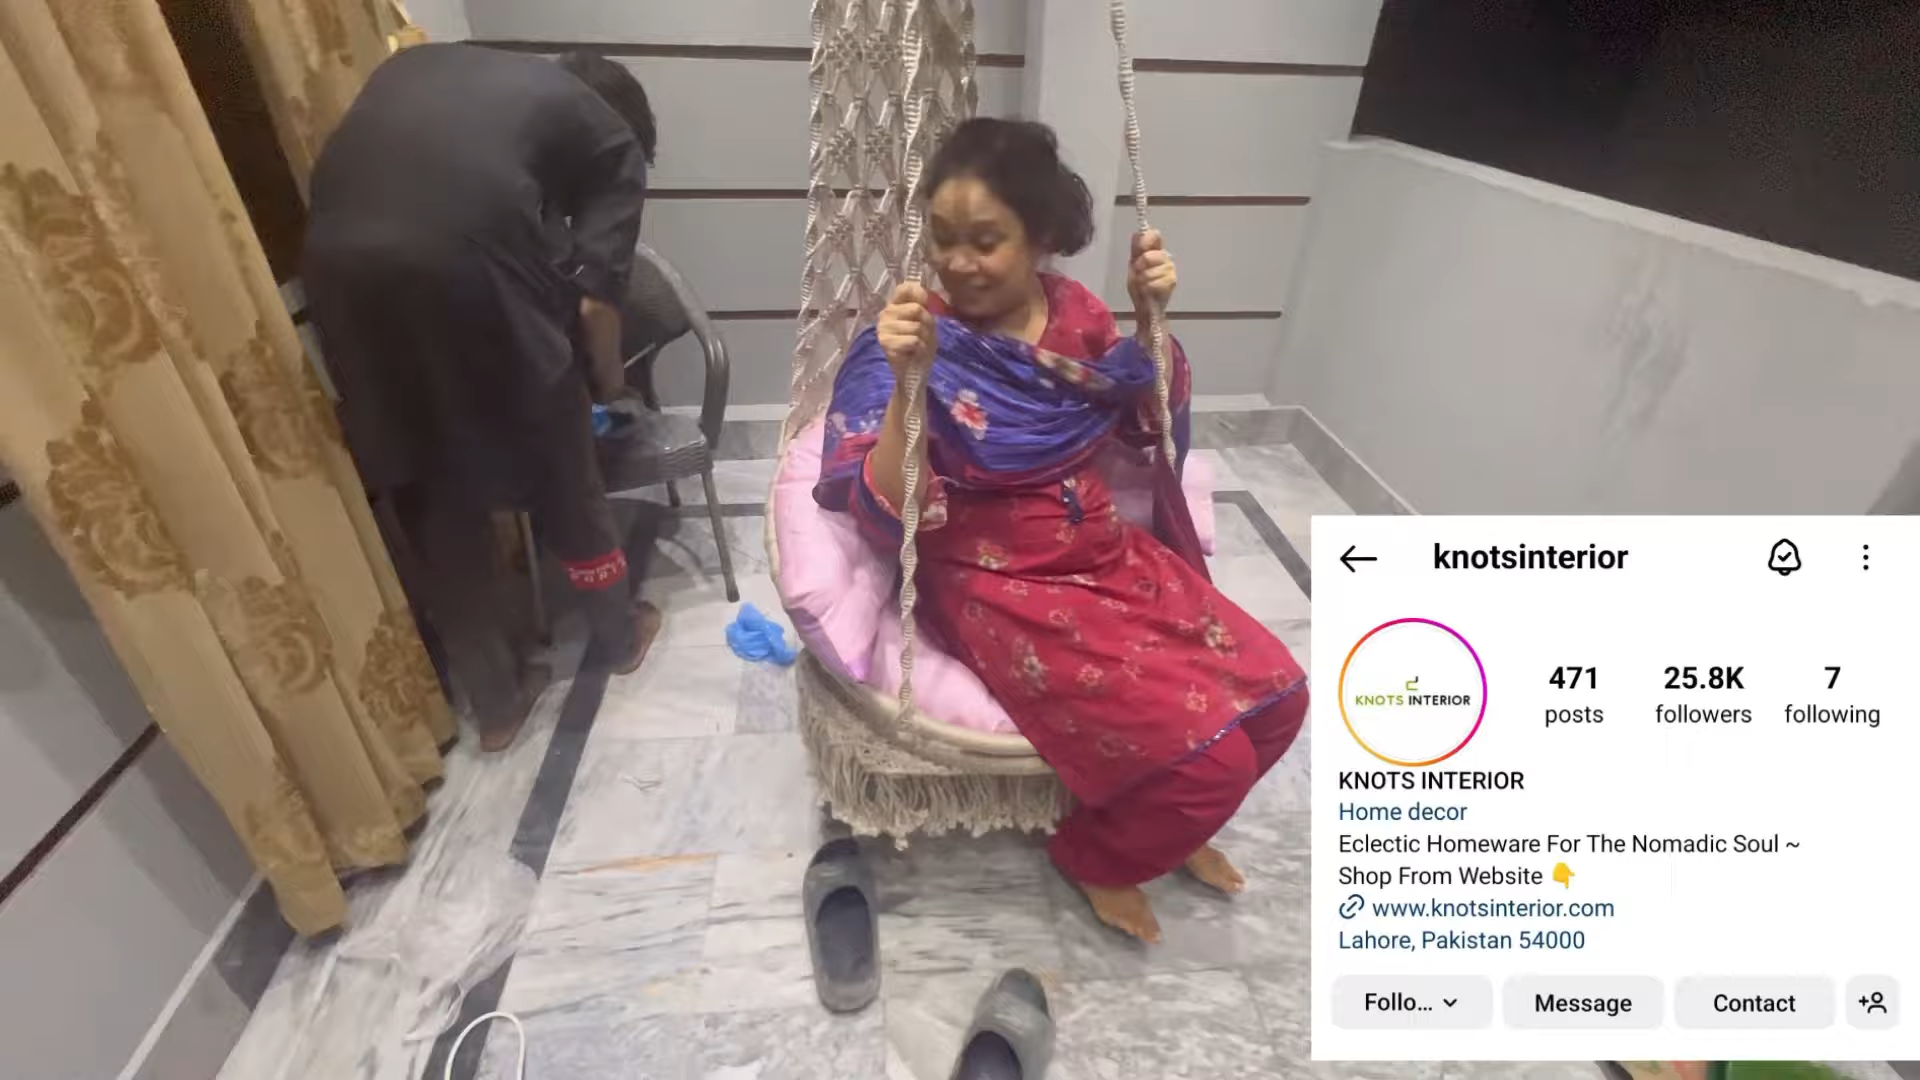 knotsinterior
KNOTS INTERIOR
471
posts
25.8K
followers
7
following
KNOTS INTERIOR
Home decor
Eclectic Homeware For The Nomadic Soul ~
Shop From Website 👇
www.knotsinterior.com
Lahore, Pakistan 54000
Follo...
Message
Contact